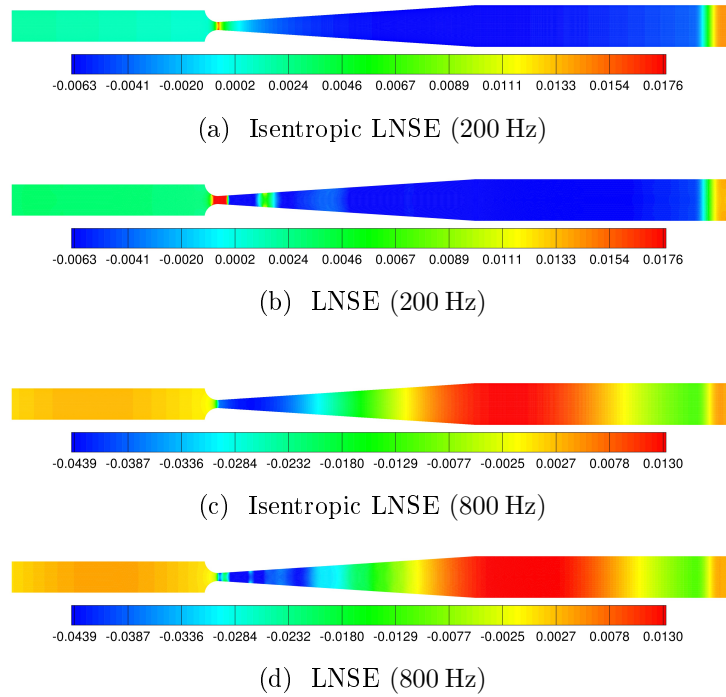 -0.0063 -0.0041 -0.0020 0.0002 0.0024 0.0046 0.0067 0.0089 0.0111 0.0133 0.0154 0.0176
(a) Isentropic LNSE (200 Hz)
-0.0063 -0.0041 -0.0020 0.0002 0.0024 0.0046 0.0067 0.0089 0.0111 0.0133 0.0154 0.0176
(b) LNSE (200 Hz)
-0.0439 -0.0387 -0.0336 -0.0284 -0.0232 -0.0180 -0.0129 -0.0077 -0.0025 0.0027 0.0078 0.0130
(c) Isentropic LNSE (800 Hz)
-0.0439 -0.0387 -0.0336 -0.0284 -0.0232 -0.0180 -0.0129 -0.0077 -0.0025 0.0027 0.0078 0.0130
(d) LNSE (800 Hz)